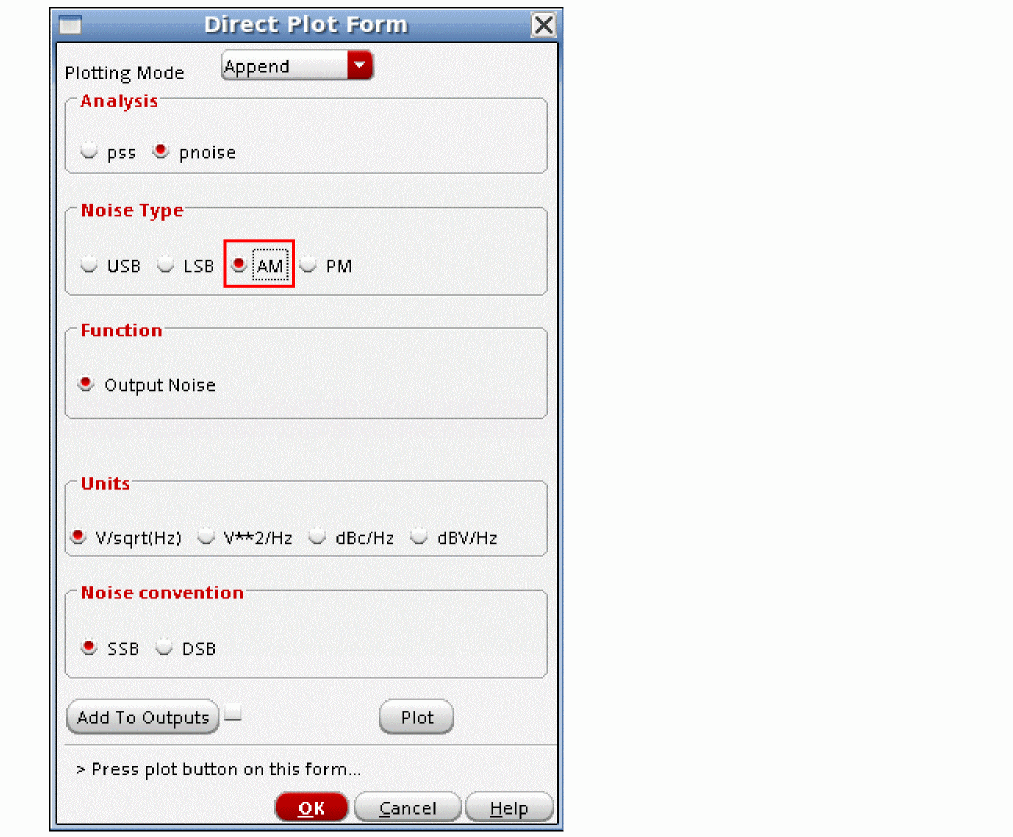 Direct Plot Form
Plotting Mode Append
Analysis
pss pnoise
Noise Type
USB LSB AM PM
Function
Output Noise
Units
V/sqrt(Hz) V**2/Hz dBc/Hz dBV/Hz
Noise convention
SSB DSB
Add To Outputs Plot
> Press plot button on this form...
OK Cancel Help